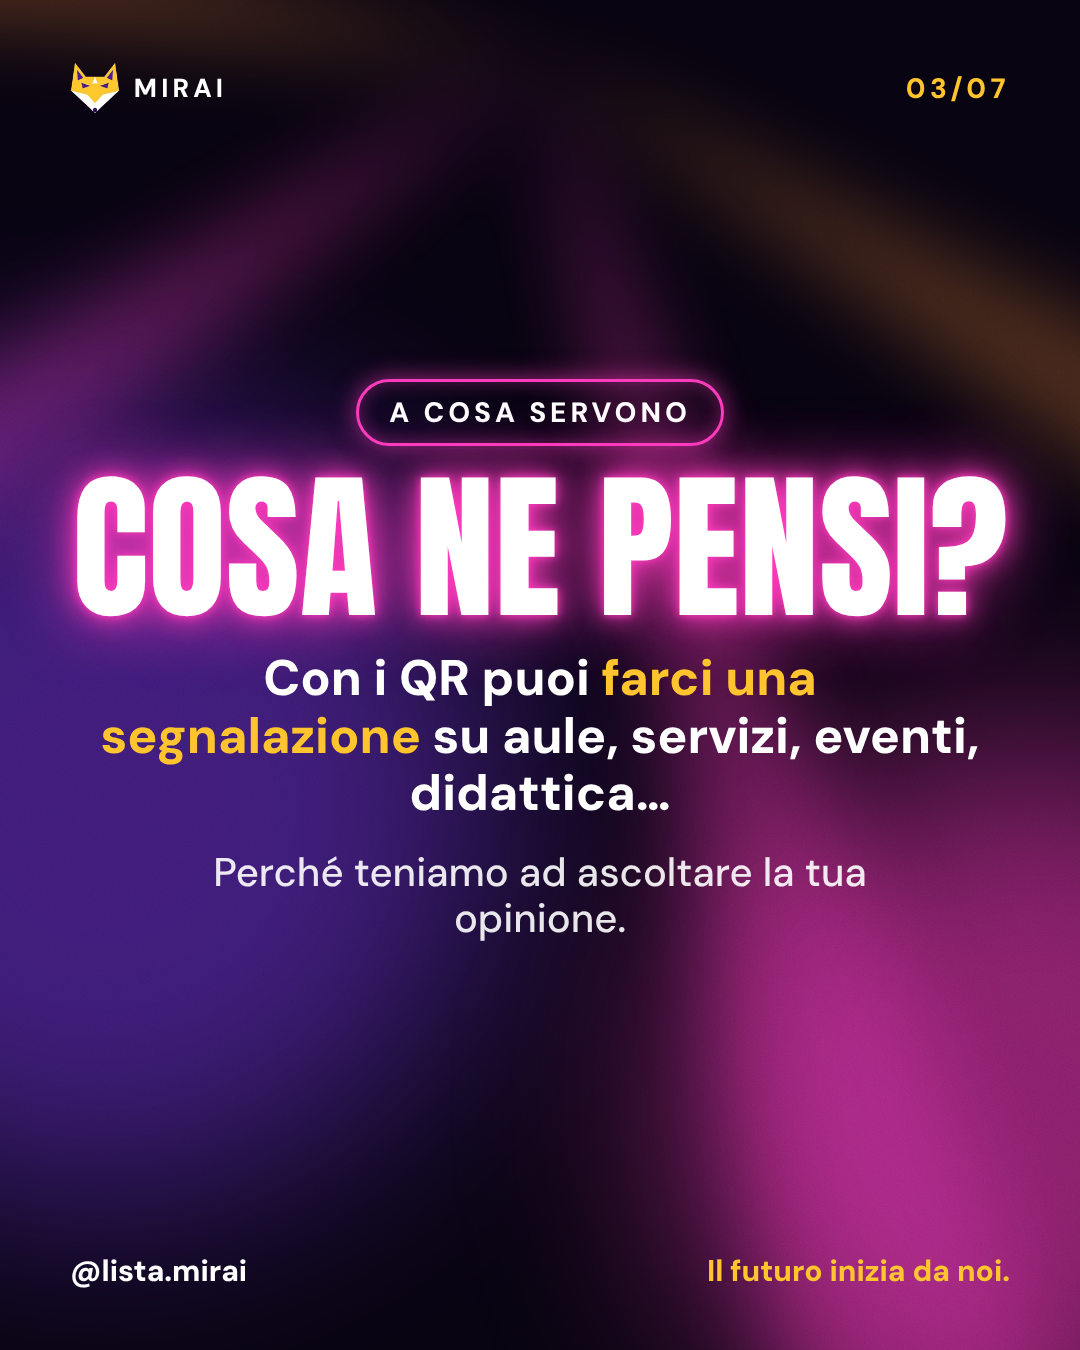 MIRAI
03/07
A COSA SERVONO
COSA NE PENSI?
Con i QR puoi farci una
segnalazione su aule, servizi, eventi,
didattica...
Perché teniamo ad ascoltare la tua
opinione.
@lista.mirai
Il futuro inizia da noi.